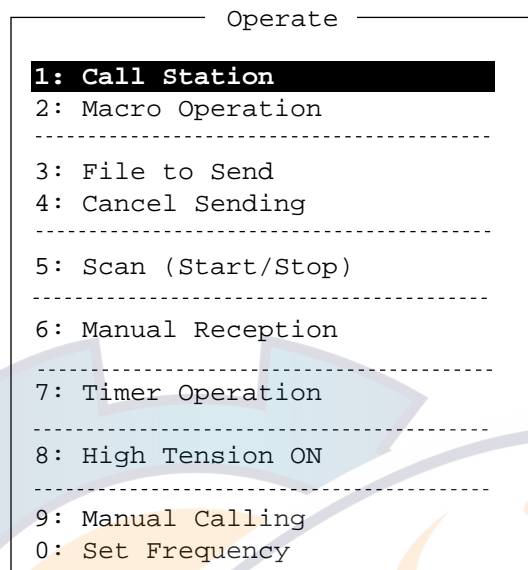 Operate
1: Call Station
2: Macro Operation
3: File to Send
4: Cancel Sending
5: Scan (Start/Stop)
6: Manual Reception
7: Timer Operation
8: High Tension ON
9: Manual Calling
0: Set Frequency